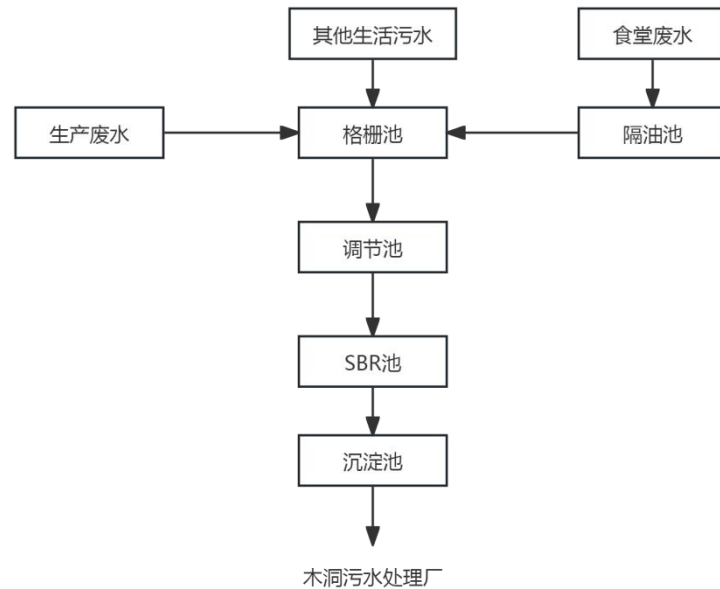 其他生活污水
食堂废水
生产废水
格栅池
隔油池
调节池
SBR池
沉淀池
木洞污水处理厂